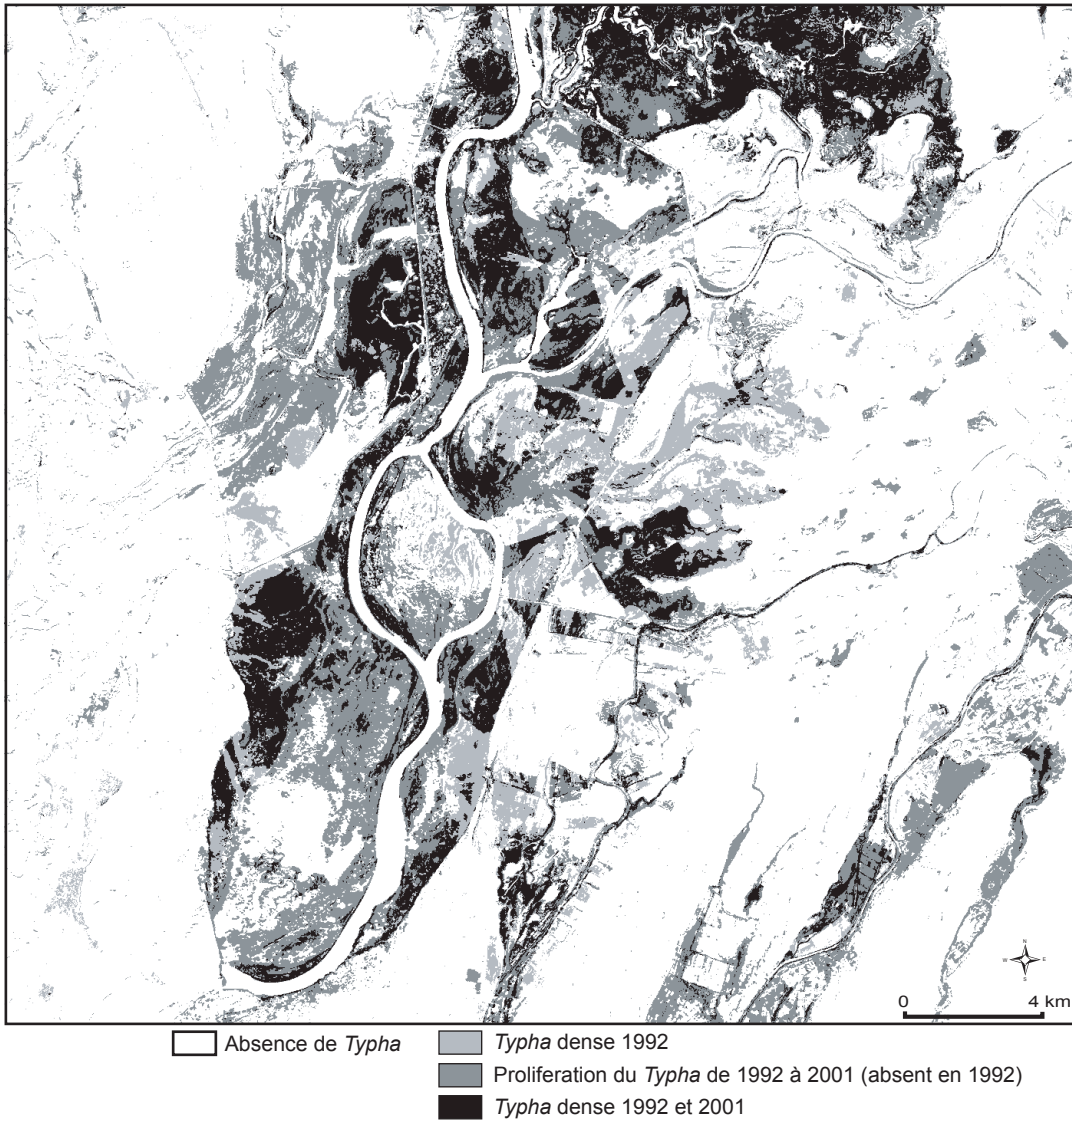 N
W E
S
0 4 km
Absence de Typha
Typha dense 1992
Proliferation du Typha de 1992 à 2001 (absent en 1992)
Typha dense 1992 et 2001